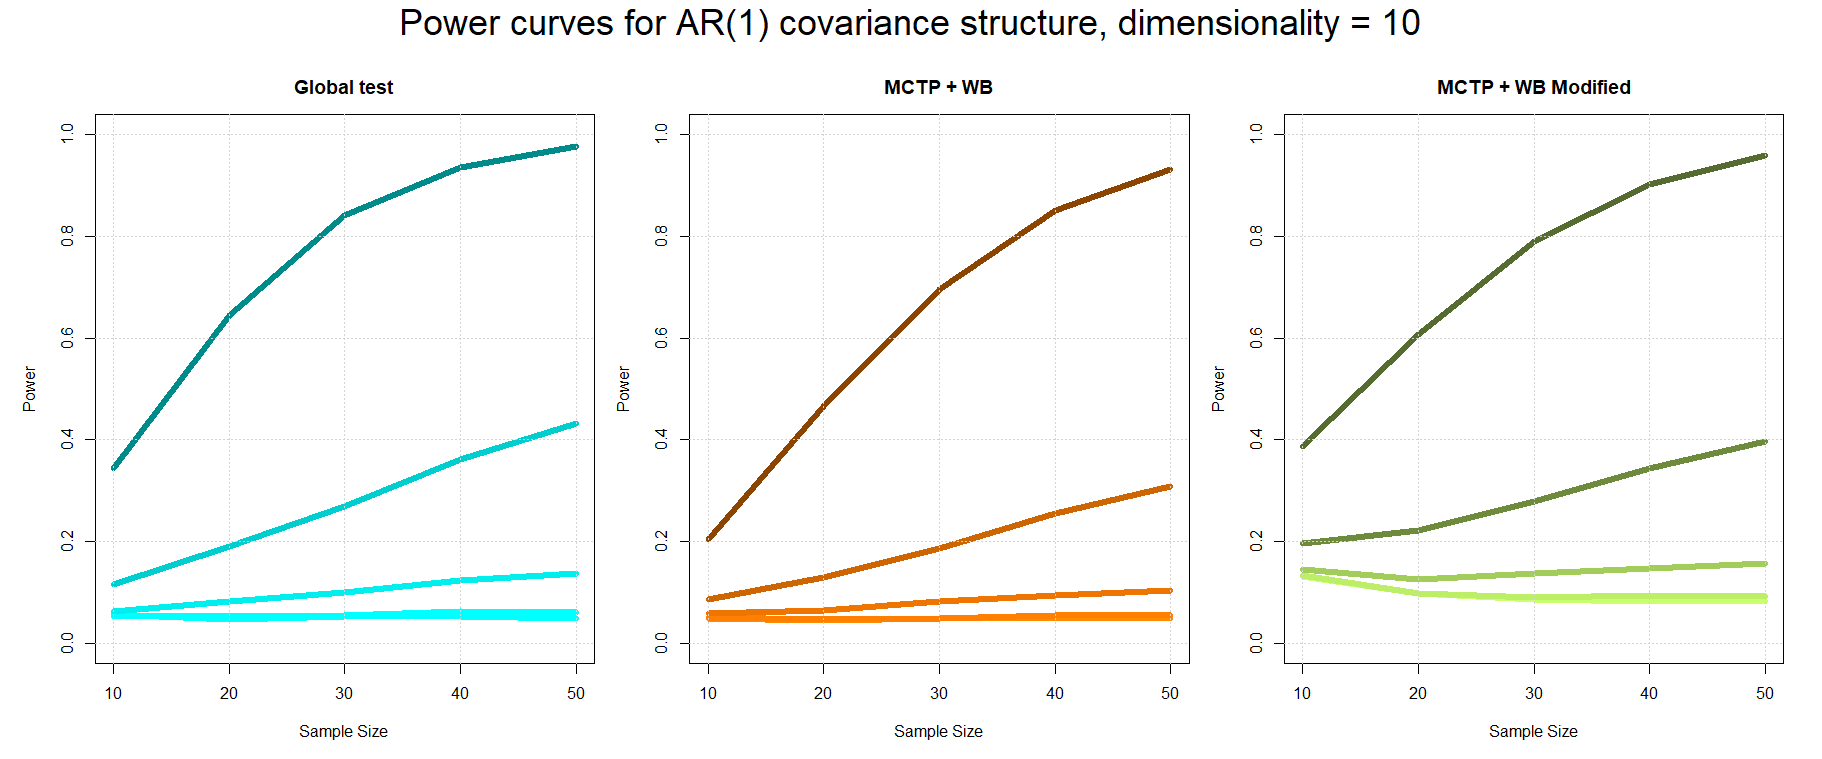 Power curves for AR(1) covariance structure, dimensionality = 10
Global test
1.0
0.8
0.6
0.4
0.2
0.0
Power
10 20 30 40 50
Sample Size
MCTP + WB
1.0
0.8
0.6
0.4
0.2
0.0
Power
10 20 30 40 50
Sample Size
MCTP + WB Modified
1.0
0.8
0.6
0.4
0.2
0.0
Power
10 20 30 40 50
Sample Size